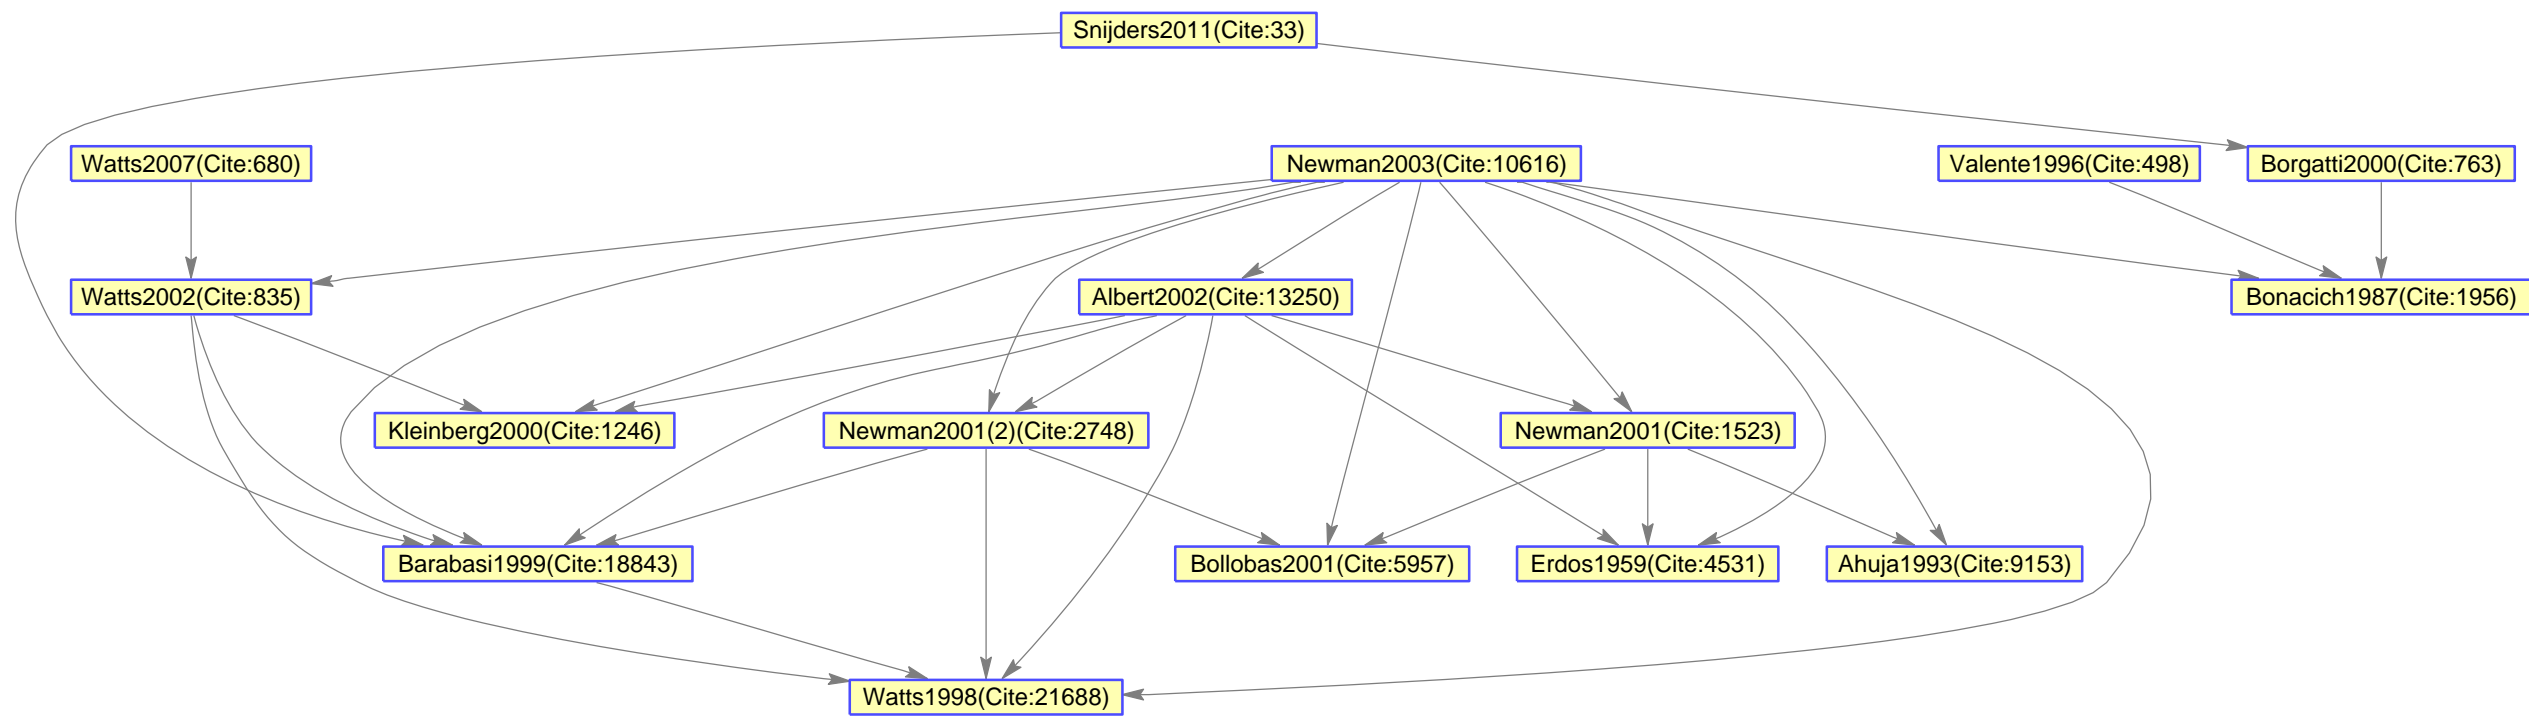 Snijders2011(Cite:33)
Watts2007(Cite:680)
Newman2003(Cite:10616)
Valente1996(Cite:498)
Borgatti2000(Cite:763)
Watts2002(Cite:835)
Albert2002(Cite:13250)
Bonacich1987(Cite:1956)
Kleinberg2000(Cite:1246)
Newman2001(2)(Cite:2748)
Newman2001(Cite:1523)
Barabasi1999(Cite:18843)
Bollobas2001(Cite:5957)
Erdos1959(Cite:4531)
Ahuja1993(Cite:9153)
Watts1998(Cite:21688)